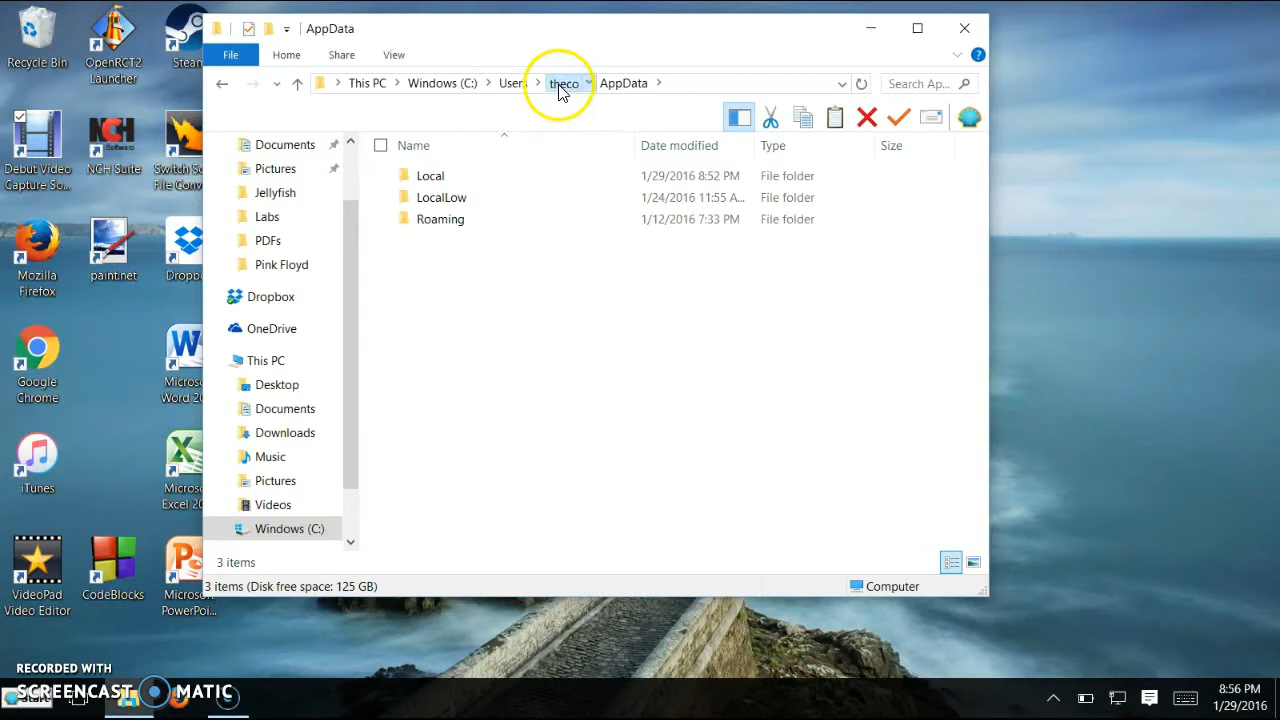 AppData
File Home Share View
This PC Windows (C:) Users theco AppData Search Ap...
Name Date modified Type Size
Local 1/29/2016 8:52 PM File folder
LocalLow 1/24/2016 11:55 A... File folder
Roaming 1/12/2016 7:33 PM File folder
Documents
Pictures
Jellyfish
Labs
PDFs
Pink Floyd
Dropbox
OneDrive
This PC
Desktop
Documents
Downloads
Music
Pictures
Videos
Windows (C:)
3 items
3 items (Disk free space: 125 GB) Computer
Recycle Bin
OpenRCT2
Launcher
Steam
Debut Video
Capture So...
NCH Software
NCH Suite
Switch S
File Conv
Mozilla
Firefox
paint.net
Dropb
Google
Chrome
Micros
Word 20
iTunes
Micros
Excel 20
VideoPad
Video Editor
CodeBlocks
Micros
PowerPoi...
RECORDED WITH
SCREENCAST MATIC
Start
8:56 PM
1/29/2016